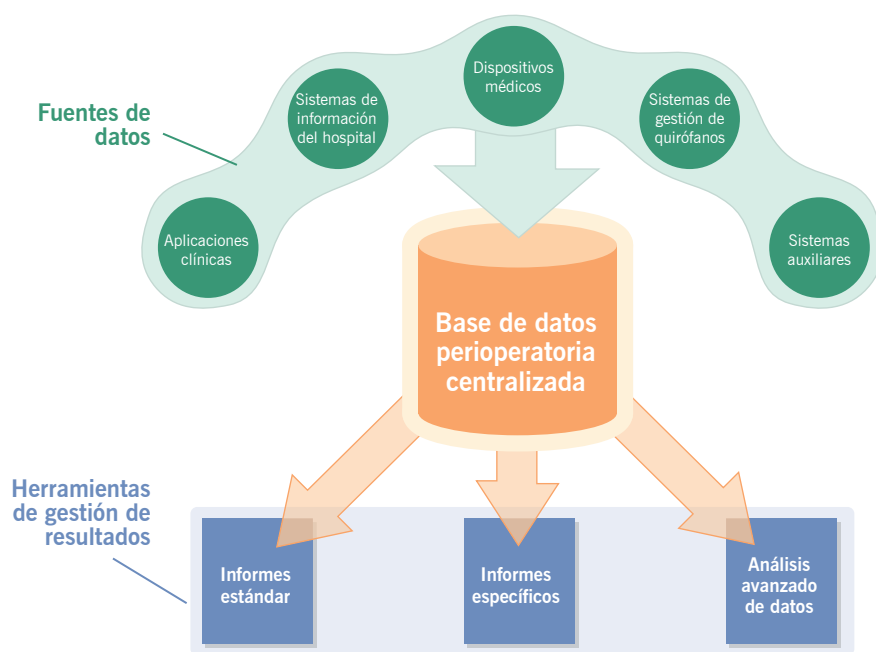 Dispositivos
médicos
Sistemas de
información
del hospital
Sistemas de
gestión de
quirófanos
Fuentes de
datos
Aplicaciones
clínicas
Sistemas
auxiliares
Base de datos
perioperatoria
centralizada
Herramientas
de gestión de
resultados
Informes
estándar
Informes
específicos
Análisis
avanzado
de datos